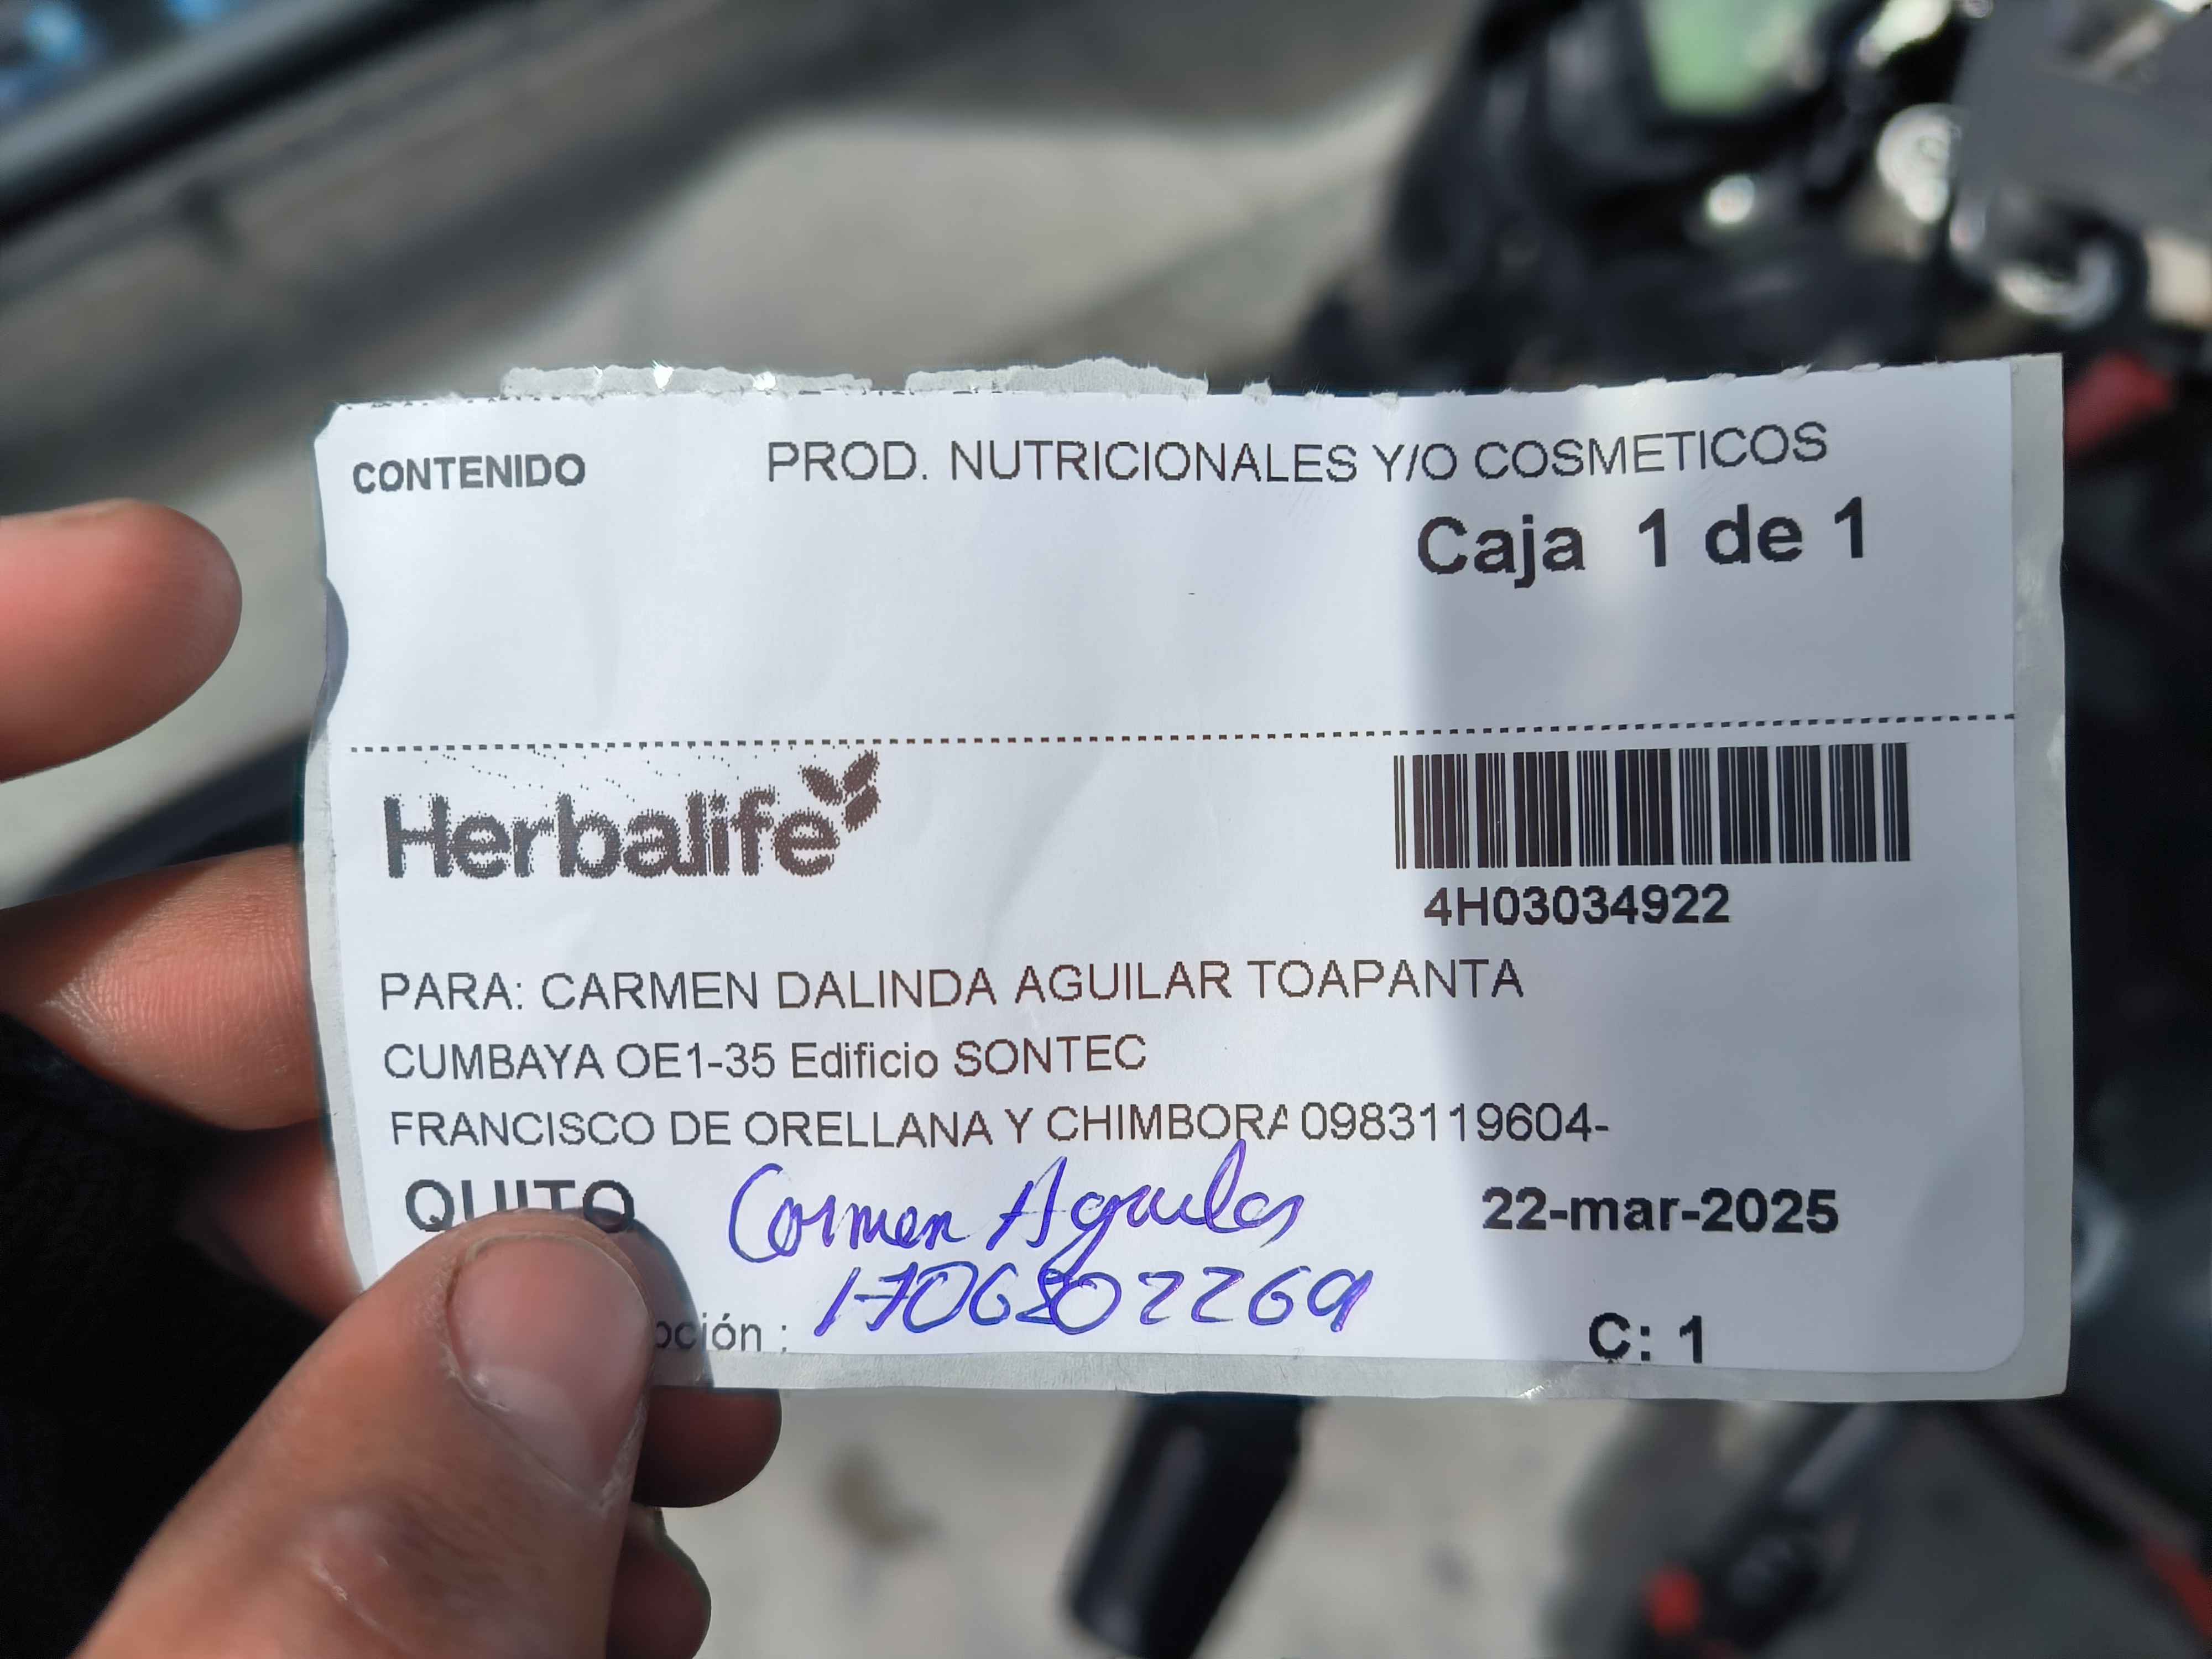 CONTENIDO PROD. NUTRICIONALES Y/O COSMETICOS
Caja 1 de 1
Herbalife
4H03034922
PARA: CARMEN DALINDA AGUILAR TOAPANTA
CUMBAYA OE1-35 Edificio SONTEC
FRANCISCO DE ORELLANA Y CHIMBORA 0983119604-
QUITO Carmen Aguilar 22-mar-2025
pción : C: 1